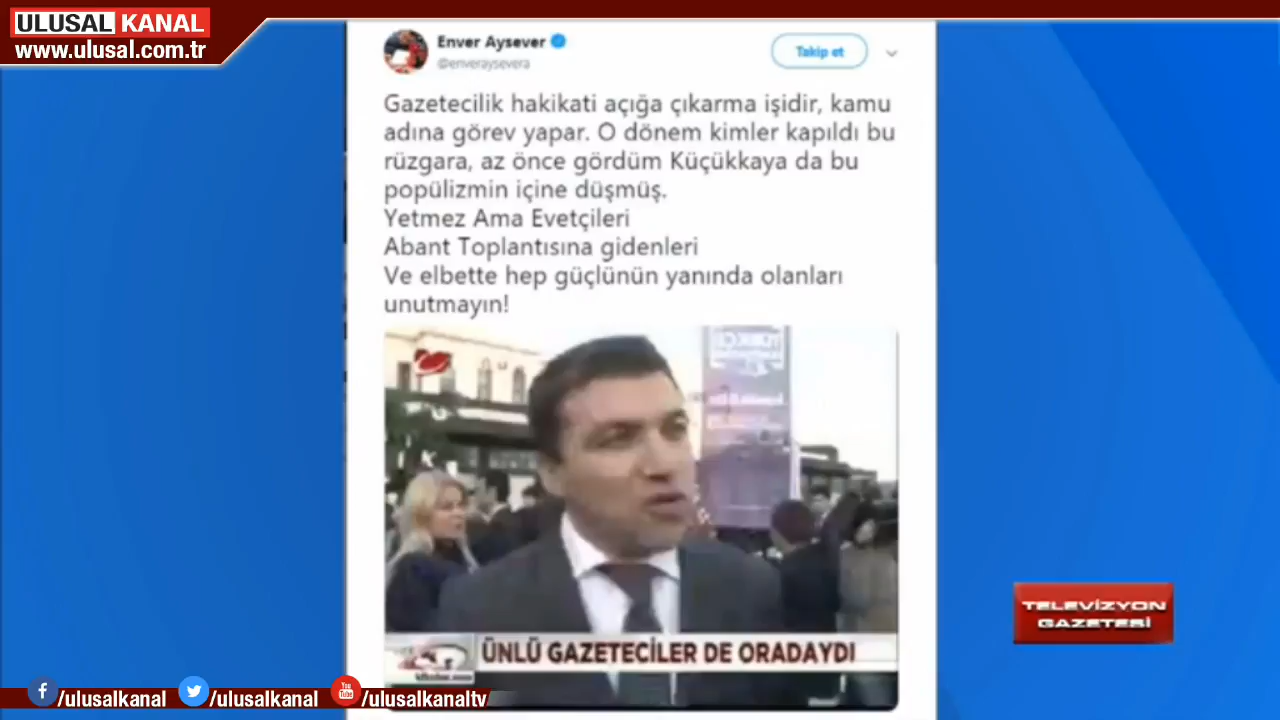 ULUSAL KANAL
www.ulusal.com.tr
Enver Aysever
@enveraysevera
Takip et
Gazetecilik hakikati açığa çıkarma işidir, kamu
adına görev yapar. O dönem kimler kapıldı bu
rüzgara, az önce gördüm Küçükkaya da bu
popülizmin içine düşmüş.
Yetmez Ama Evetçileri
Abant Toplantısına gidenleri
Ve elbette hep güçlünün yanında olanları
unutmayın!
ÜNLÜ GAZETECİLER DE ORADAYDI
TELEVİZYON
GAZETESİ
/ulusalkanal
/ulusalkanal
You Tube
/ulusalkanaltv